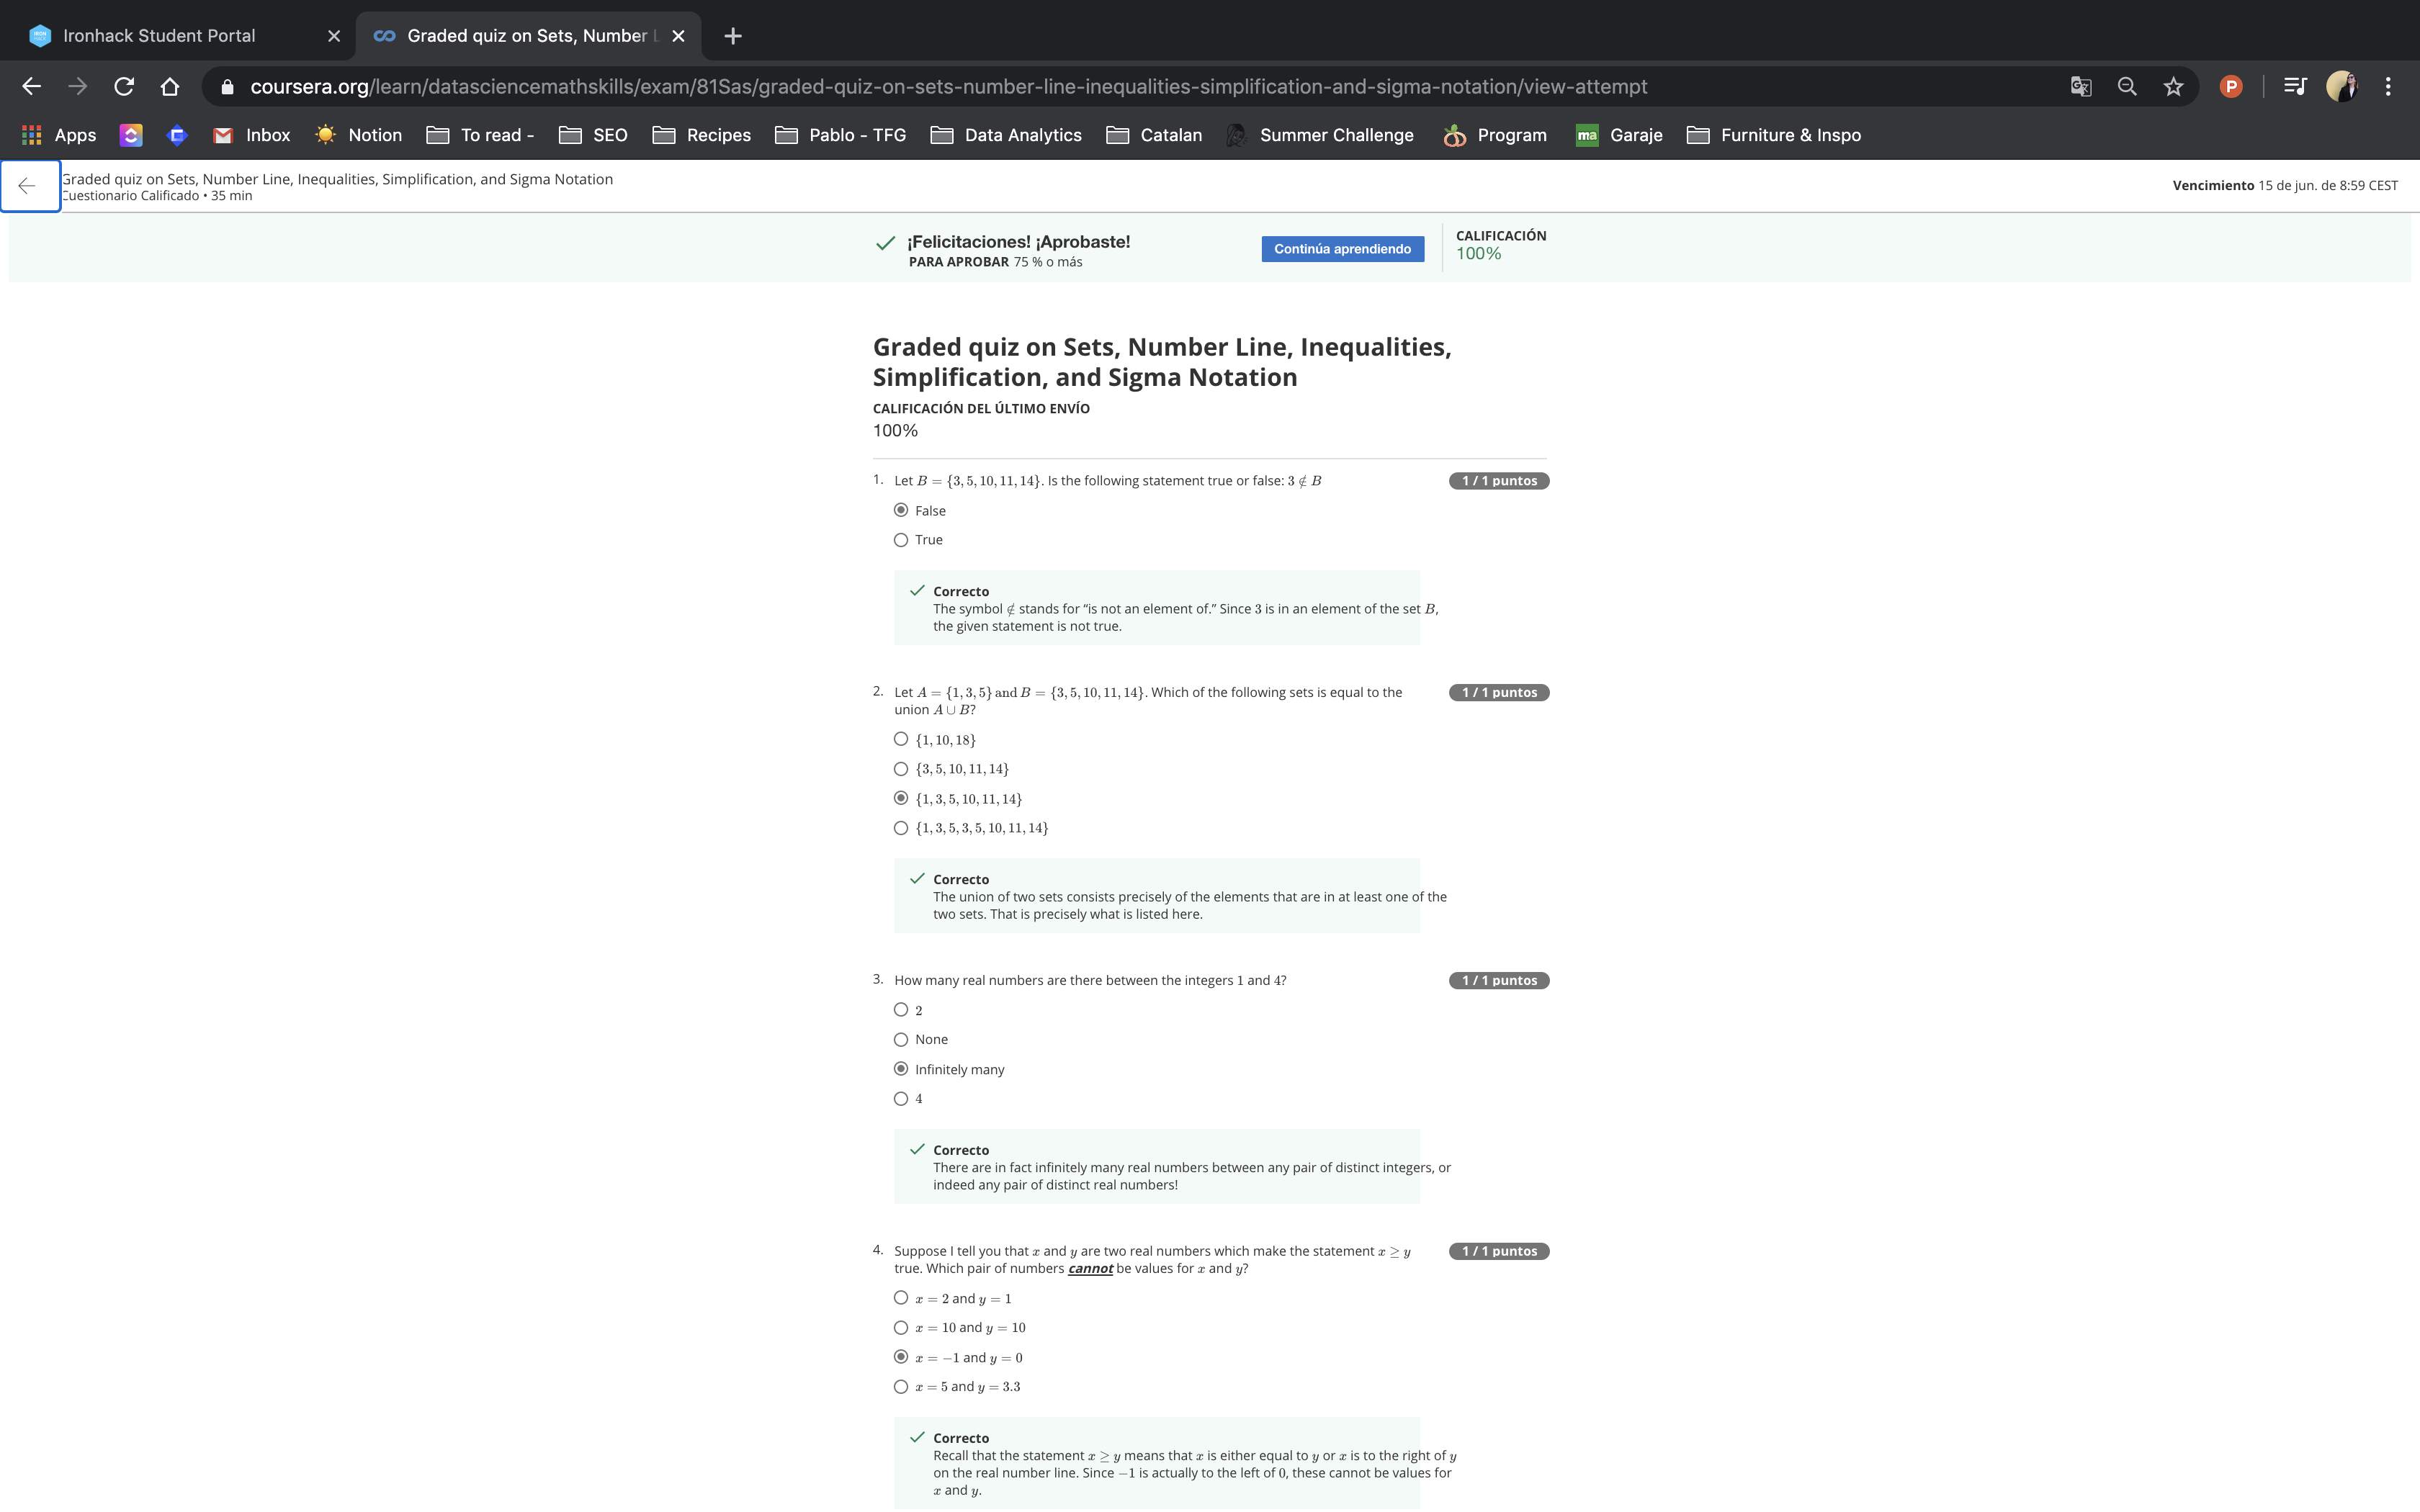 Ironhack Student Portal
Graded quiz on Sets, Number L
coursera.org/learn/datasciencemathskills/exam/81Sas/graded-quiz-on-sets-number-line-inequalities-simplification-and-sigma-notation/view-attempt
Apps Inbox Notion To read - SEO Recipes Pablo - TFG Data Analytics Catalan Summer Challenge Program ma Garaje Furniture & Inspo
Graded quiz on Sets, Number Line, Inequalities, Simplification, and Sigma Notation
Cuestionario Calificado • 35 min
Vencimiento 15 de jun. de 8:59 CEST
¡Felicitaciones! ¡Aprobaste!
PARA APROBAR 75 % o más
Continúa aprendiendo
CALIFICACIÓN
100%
Graded quiz on Sets, Number Line, Inequalities,
Simplification, and Sigma Notation
CALIFICACIÓN DEL ÚLTIMO ENVÍO
100%
1. Let B = {3, 5, 10, 11, 14}. Is the following statement true or false: 3 ∉ B
1 / 1 puntos
False
True
Correcto
The symbol ∉ stands for “is not an element of.” Since 3 is in an element of the set B,
the given statement is not true.
2. Let A = {1, 3, 5} and B = {3, 5, 10, 11, 14}. Which of the following sets is equal to the
union A ∪ B?
1 / 1 puntos
{1, 10, 18}
{3, 5, 10, 11, 14}
{1, 3, 5, 10, 11, 14}
{1, 3, 5, 3, 5, 10, 11, 14}
Correcto
The union of two sets consists precisely of the elements that are in at least one of the
two sets. That is precisely what is listed here.
3. How many real numbers are there between the integers 1 and 4?
1 / 1 puntos
2
None
Infinitely many
4
Correcto
There are in fact infinitely many real numbers between any pair of distinct integers, or
indeed any pair of distinct real numbers!
4. Suppose I tell you that x and y are two real numbers which make the statement x ≥ y
true. Which pair of numbers cannot be values for x and y?
1 / 1 puntos
x = 2 and y = 1
x = 10 and y = 10
x = −1 and y = 0
x = 5 and y = 3.3
Correcto
Recall that the statement x ≥ y means that x is either equal to y or x is to the right of y
on the real number line. Since −1 is actually to the left of 0, these cannot be values for
x and y.